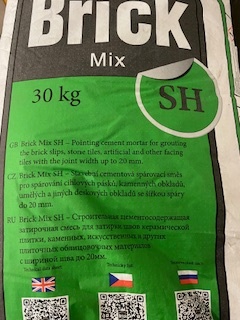 Brick
Mix
30 kg
SH
GB Brick Mix SH – Pointing cement mortar for grouting
the brick slips, stone tiles, artificial and other facing
tiles with the joint width up to 20 mm.
CZ Brick Mix SH – Stavební cementová spárovací směs
pro spárování cihlových pásků, kamenných obkladů,
umělých a jiných deskových obkladů se šířkou spáry
do 20 mm.
RU Brick Mix SH – Строительная цементосодержащая
затирочная смесь для затирки швов керамической
плитки, каменных, искусственных и других
плиточных облицовочных материалов
с шириной шва до 20мм.